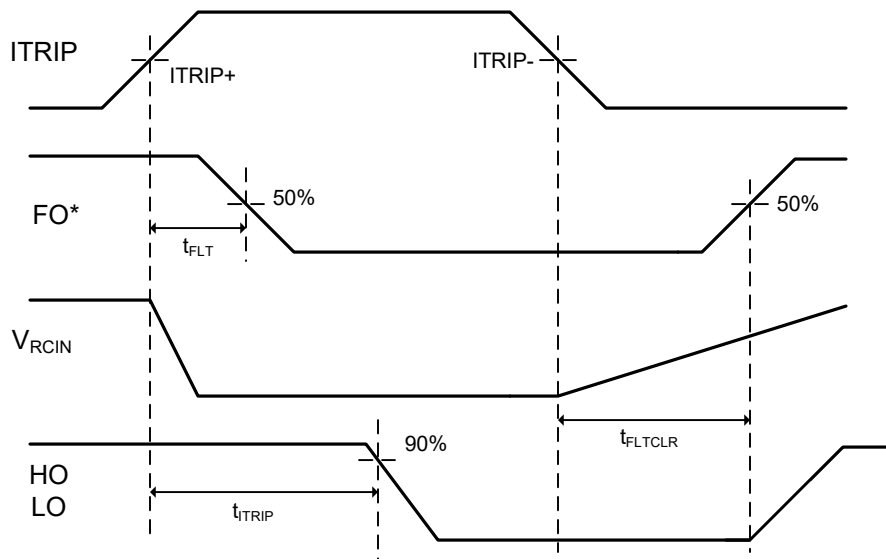 ITRIP
ITRIP+
ITRIP-
FO*
50%
50%
tFLT
VRCIN
tFLTCLR
90%
HO
LO
tITRIP